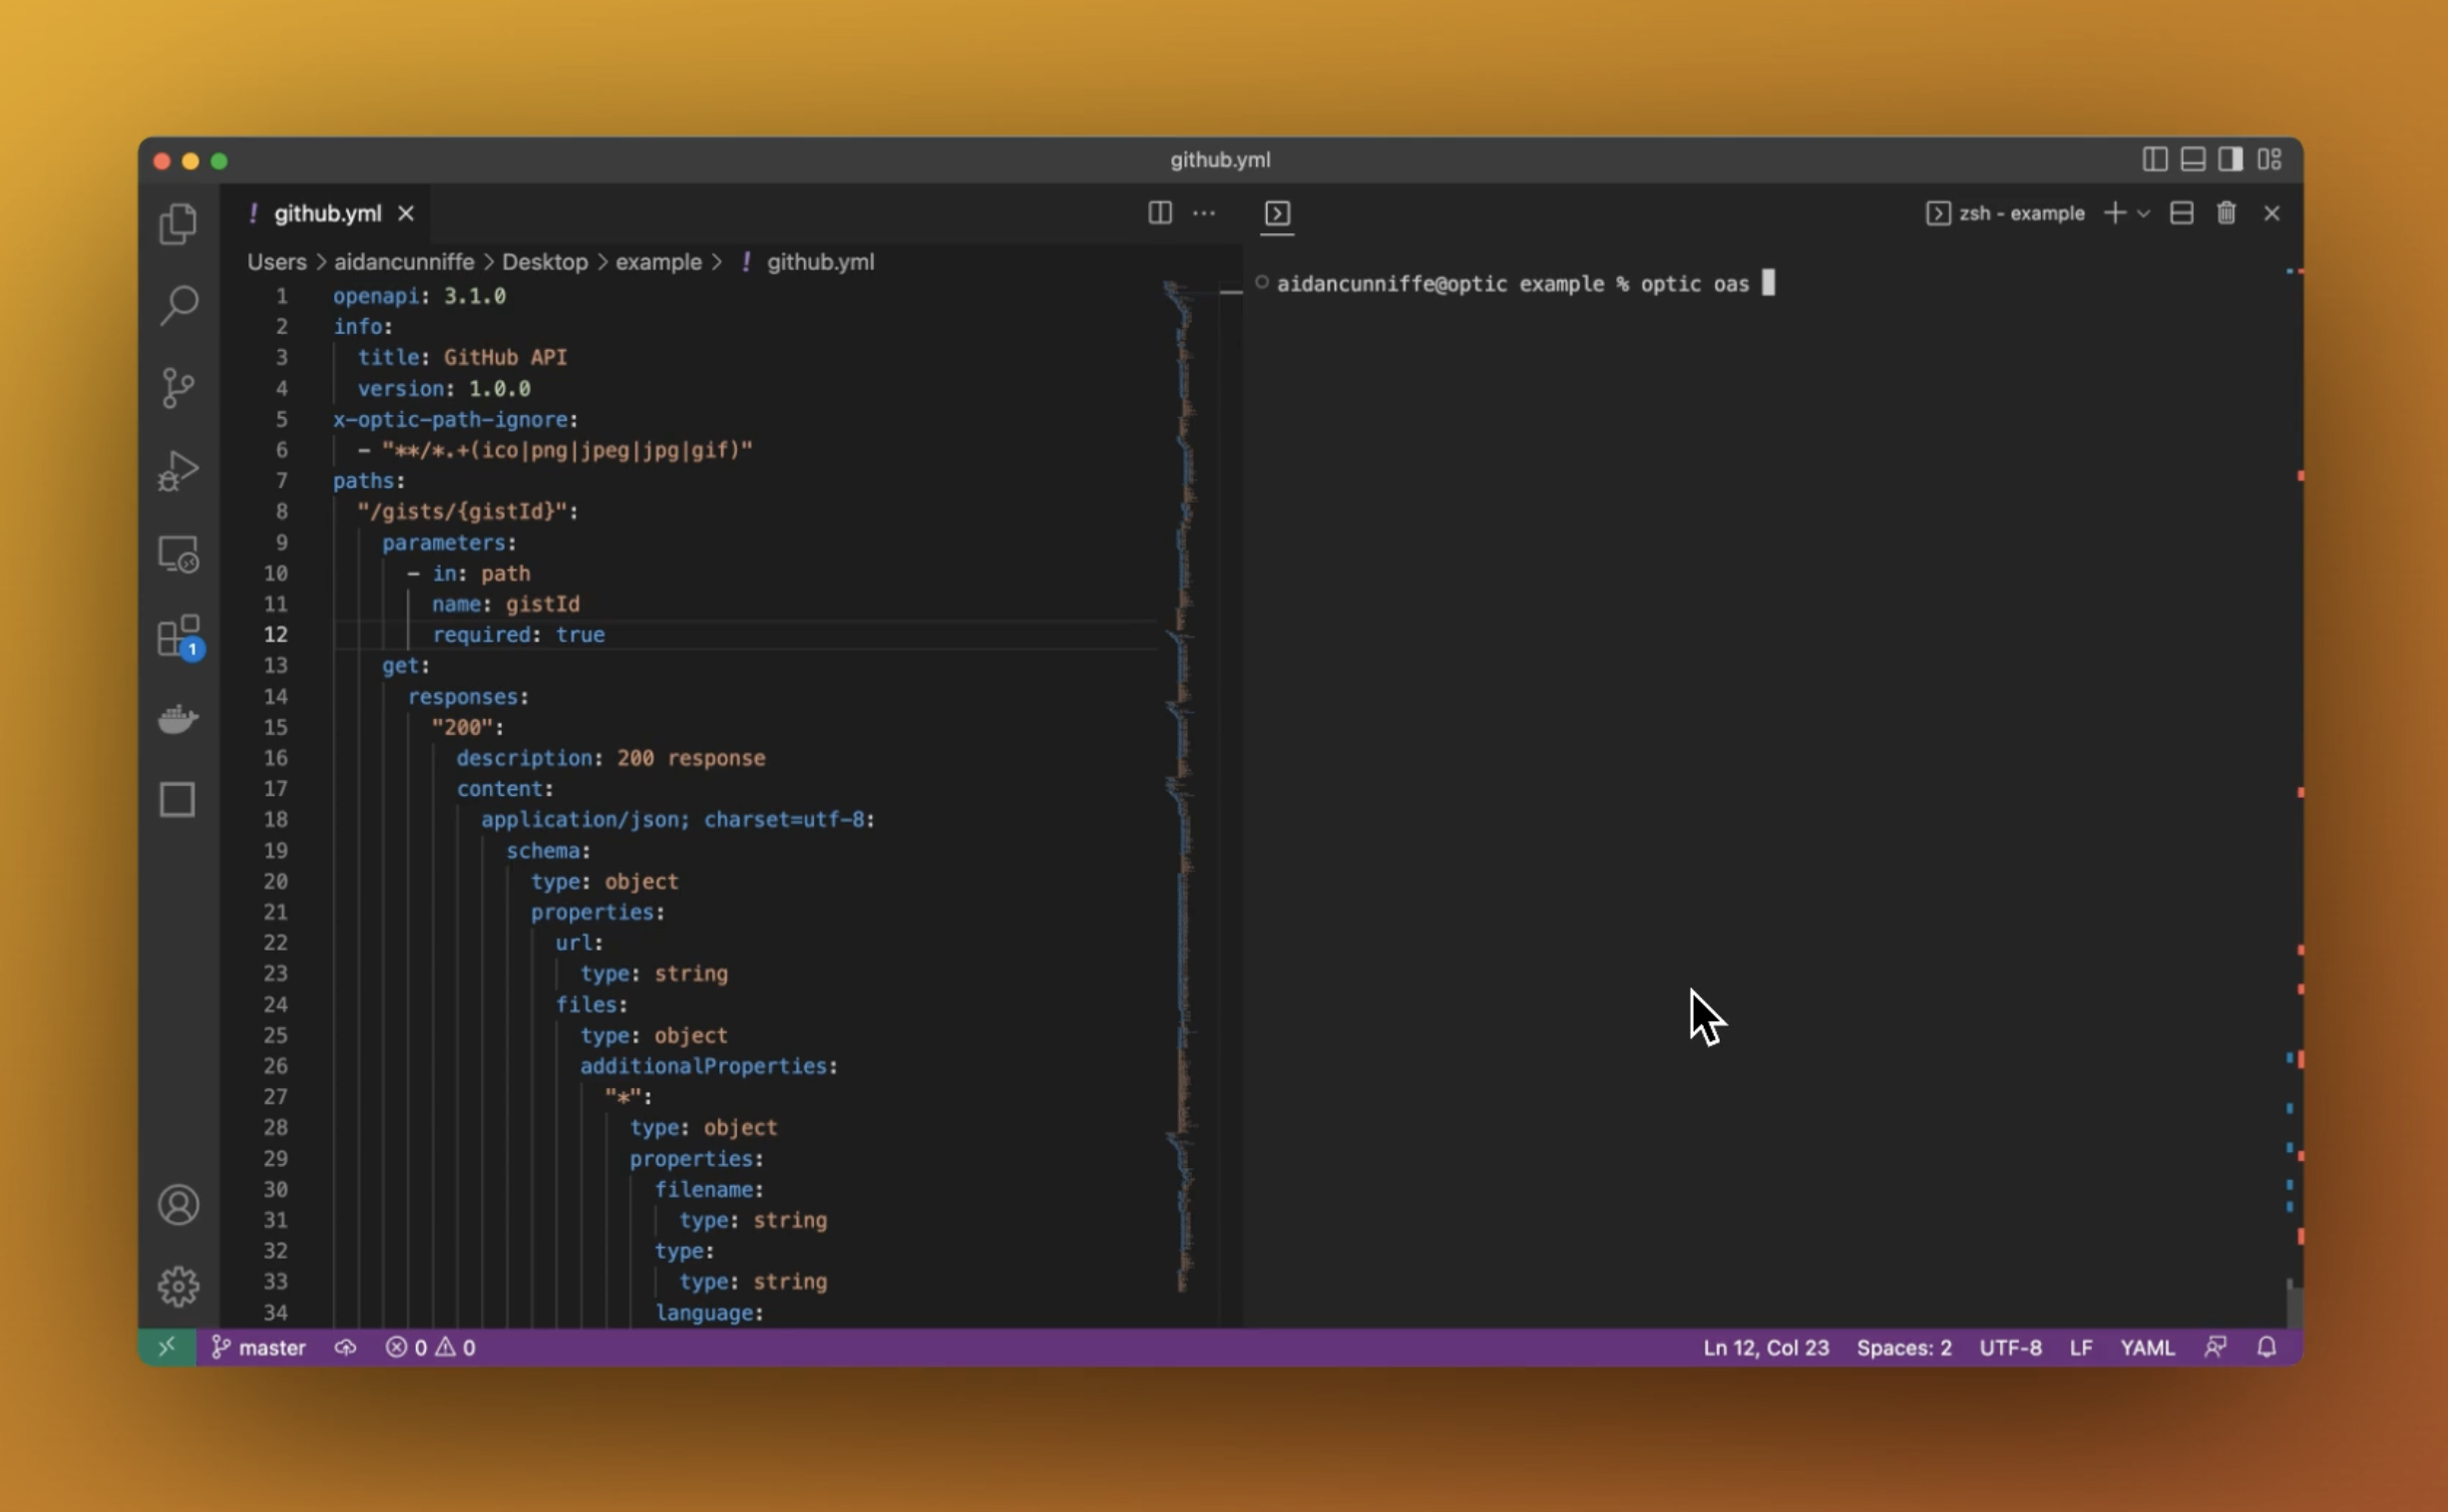 github.yml
github.yml
zsh - example
Users > aidancunniffe > Desktop > example > ! github.yml
aidancunniffe@optic example % optic oas
1 openapi: 3.1.0
2 info:
3 title: GitHub API
4 version: 1.0.0
5 x-optic-path-ignore:
6 - "**/*.+(ico|png|jpeg|jpg|gif)"
7 paths:
8 "/gists/{gistId}":
9 parameters:
10 - in: path
11 name: gistId
12 required: true
13 get:
14 responses:
15 "200":
16 description: 200 response
17 content:
18 application/json; charset=utf-8:
19 schema:
20 type: object
21 properties:
22 url:
23 type: string
24 files:
25 type: object
26 additionalProperties:
27 "*":
28 type: object
29 properties:
30 filename:
31 type: string
32 type:
33 type: string
34 language:
1
master 0 0 Ln 12, Col 23 Spaces: 2 UTF-8 LF YAML